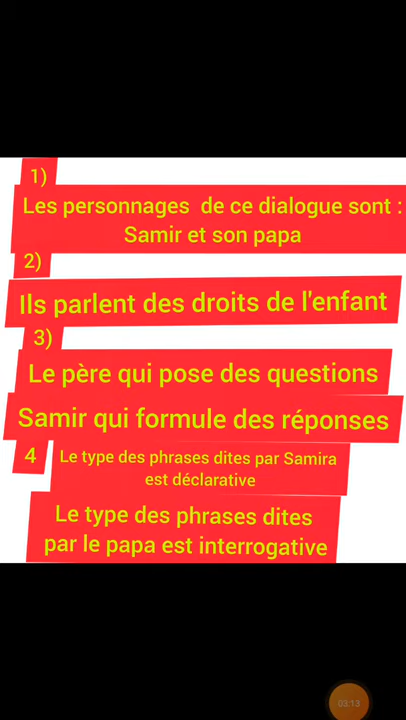 1)
Les personnages de ce dialogue sont :
Samir et son papa
2)
Ils parlent des droits de l'enfant
3)
Le père qui pose des questions
Samir qui formule des réponses
4
Le type des phrases dites par Samira
est déclarative
Le type des phrases dites
par le papa est interrogative
03:13